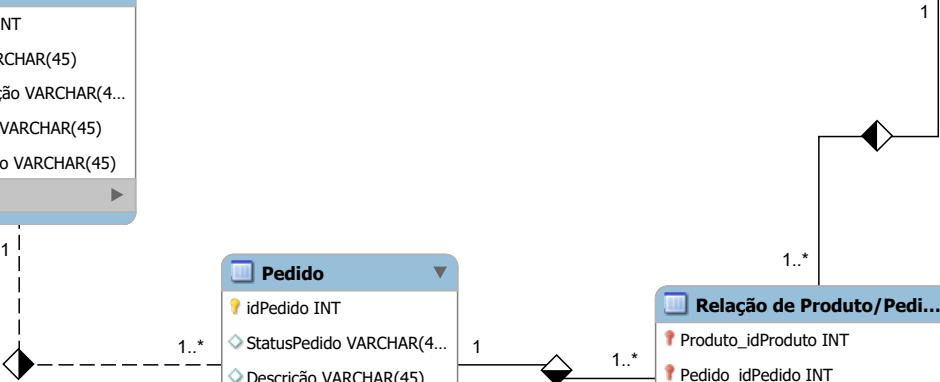 NT
RCHAR(45)
ção VARCHAR(4...
VARCHAR(45)
o VARCHAR(45)
1
1..*
Pedido
idPedido INT
StatusPedido VARCHAR(4...
Descrição VARCHAR(45)
1
1..*
1
1..*
Relação de Produto/Pedi...
Produto_idProduto INT
Pedido_idPedido INT